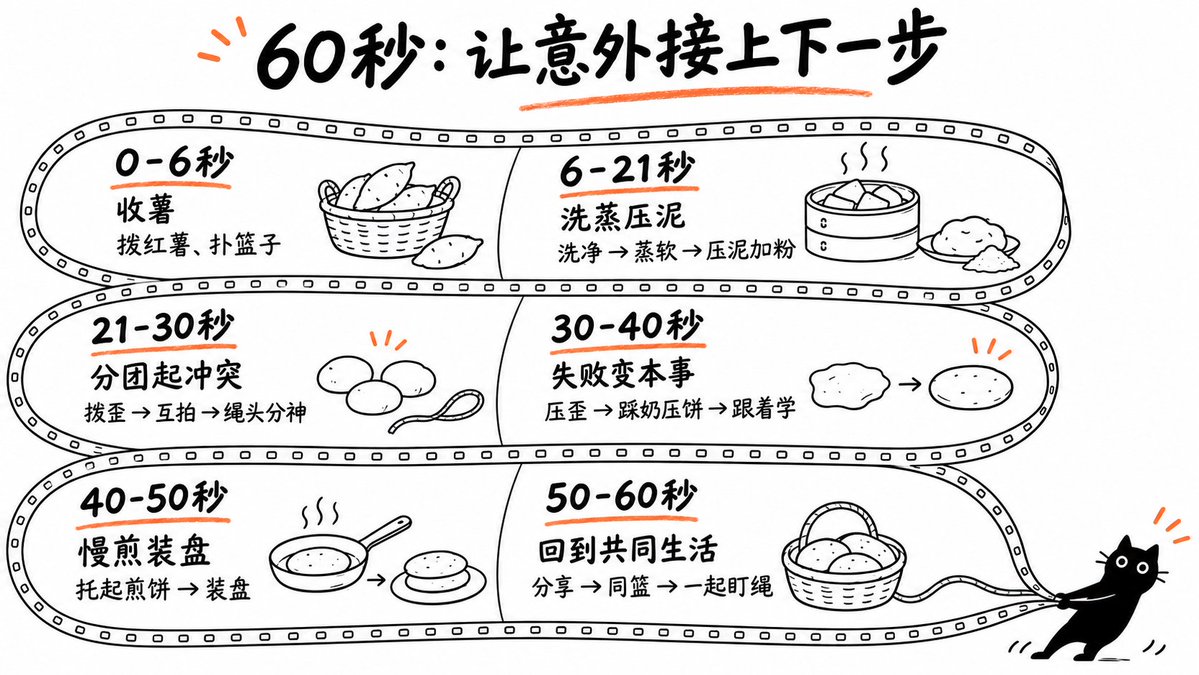 60秒：让意外接上下一步
0-6秒
收薯
拨红薯、扑篮子
6-21秒
洗蒸压泥
洗净→蒸软→压泥加粉
21-30秒
分团起冲突
拨歪→互拍→绳头分神
30-40秒
失败变本事
压歪→踩奶压饼→跟着学
40-50秒
慢煎装盘
托起煎饼→装盘
50-60秒
回到共同生活
分享→同篮→一起盯绳